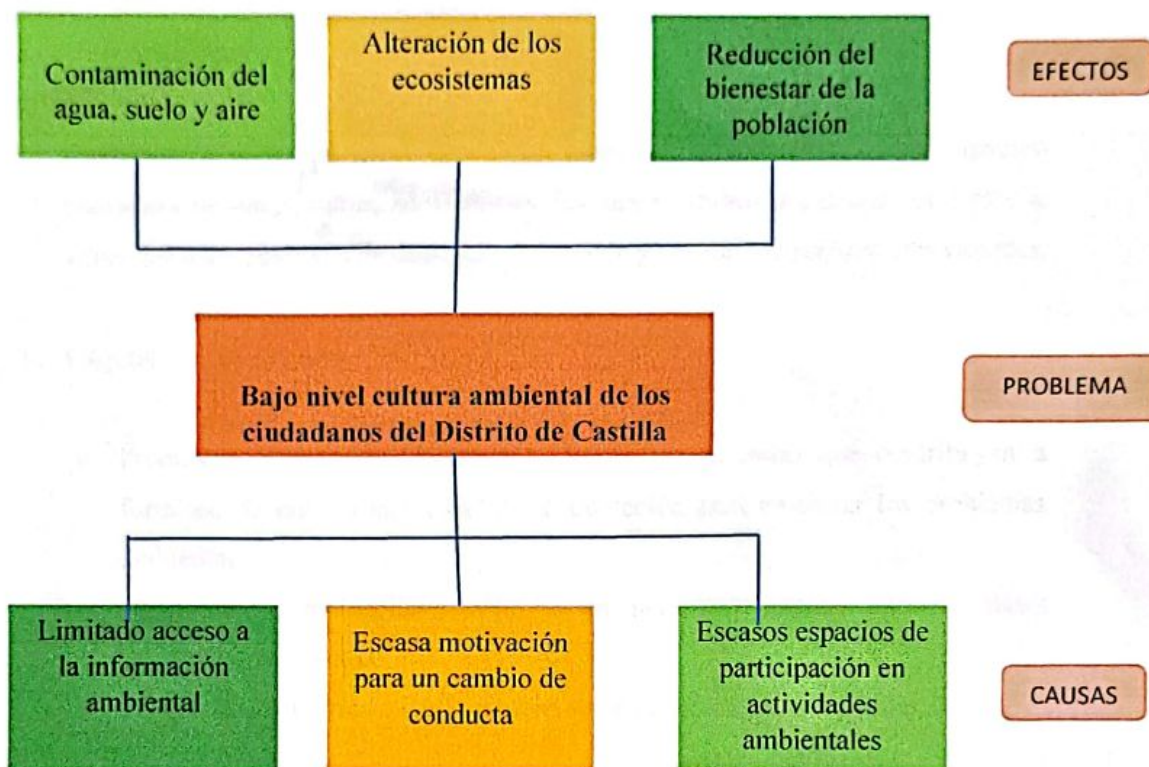 Contaminación del
agua, suelo y aire
Alteración de los
ecosistemas
Reducción del
bienestar de la
población
EFECTOS
Bajo nivel cultura ambiental de los
ciudadanos del Distrito de Castilla
PROBLEMA
Limitado acceso a
la información
ambiental
Escasa motivación
para un cambio de
conducta
Escasos espacios de
participación en
actividades
ambientales
CAUSAS